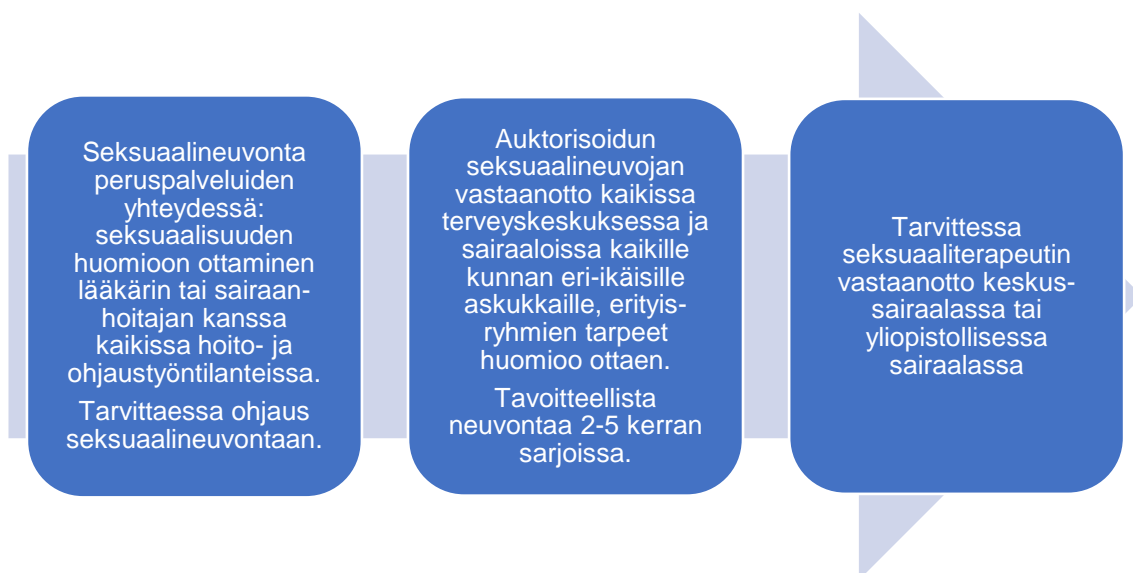 Seksuaalineuvonta
peruspalveluiden
yhteydessä:
seksuaalisuuden
huomioon ottaminen
lääkärin tai sairaan-
hoitajan kanssa
kaikissa hoito- ja
ohjaustyöntilanteissa.
Tarvittaessa ohjaus
seksuaalineuvontaan.
Auktorisoidun
seksuaalineuvojan
vastaanotto kaikissa
terveyskeskuksessa ja
sairaaloissa kaikille
kunnan eri-ikäisille
askukkaille, erityis-
ryhmien tarpeet
huomioo ottaen.
Tavoitteellista
neuvontaa 2-5 kerran
sarjoissa.
Tarvittessa
seksuaaliterapeutin
vastaanotto keskus-
sairaalassa tai
yliopistollisessa
sairaalassa